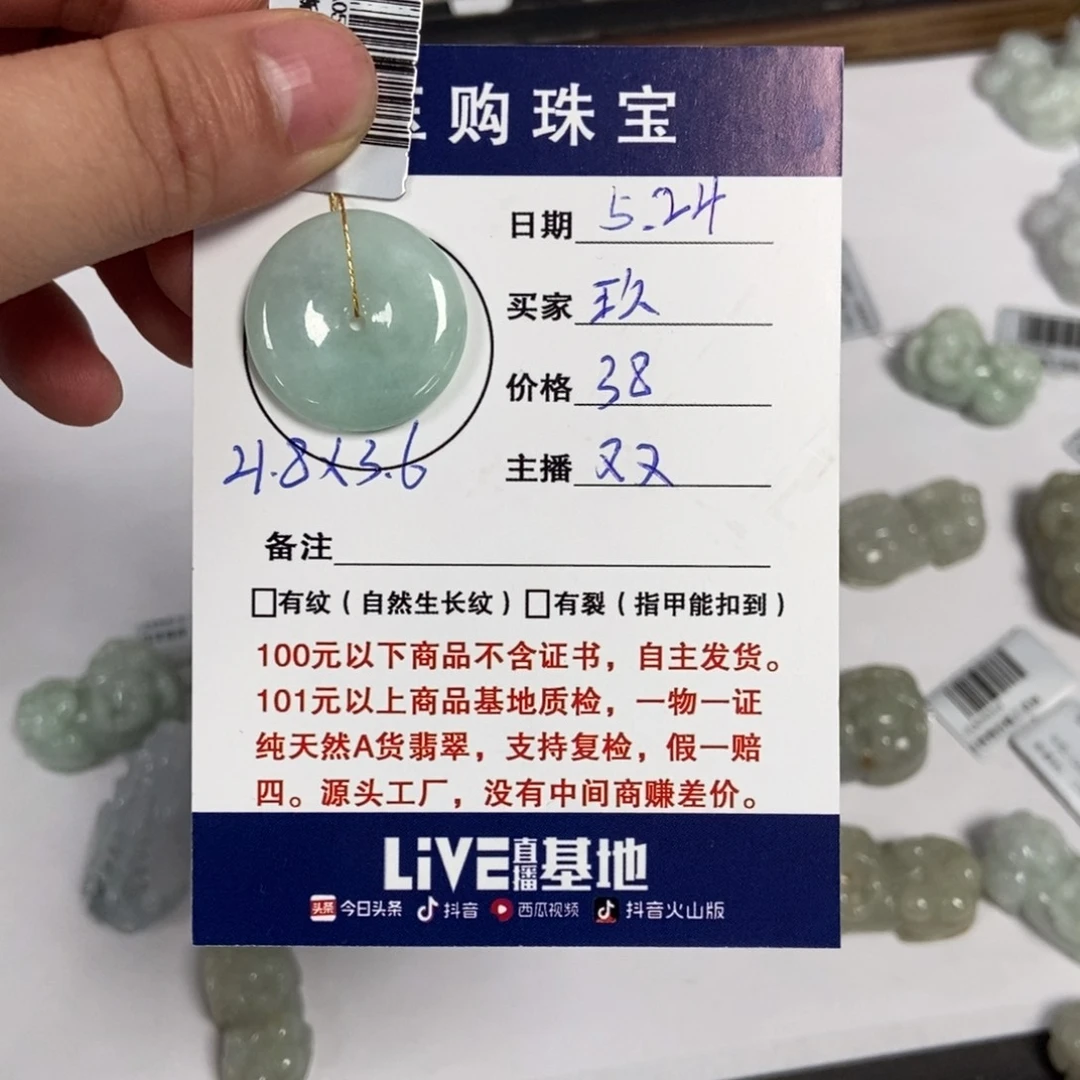 购珠宝
日期 5.24
买家 玖
价格 38
21.8×3.6
主播 双双
备注
□有纹（自然生长纹）□有裂（指甲能扣到）
100元以下商品不含证书，自主发货。
101元以上商品基地质检，一物一证
纯天然A货翡翠，支持复检，假一赔
四。源头工厂，没有中间商赚差价。
LiVE直播基地
头条 今日头条 抖音 西瓜视频 抖音火山版